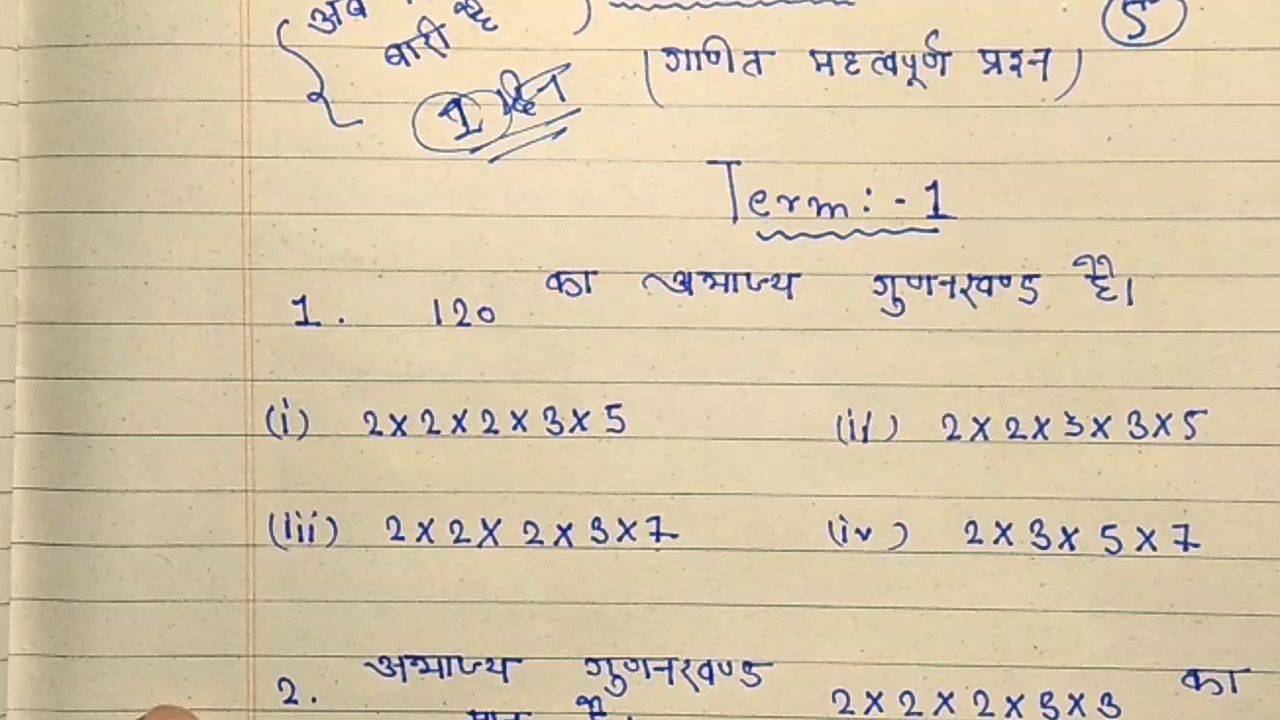 अब
बारी है
1 दिन
5
(गणित महत्वपूर्ण प्रश्न)
Term:-1
1. 120 का अभाज्य गुणनखण्ड है।
(i) 2×2×2×3×5 (ii) 2×2×3×3×5
(iii) 2×2×2×3×7 (iv) 2×3×5×7
2. अभाज्य गुणनखण्ड 2×2×2×3×3 का
मान है